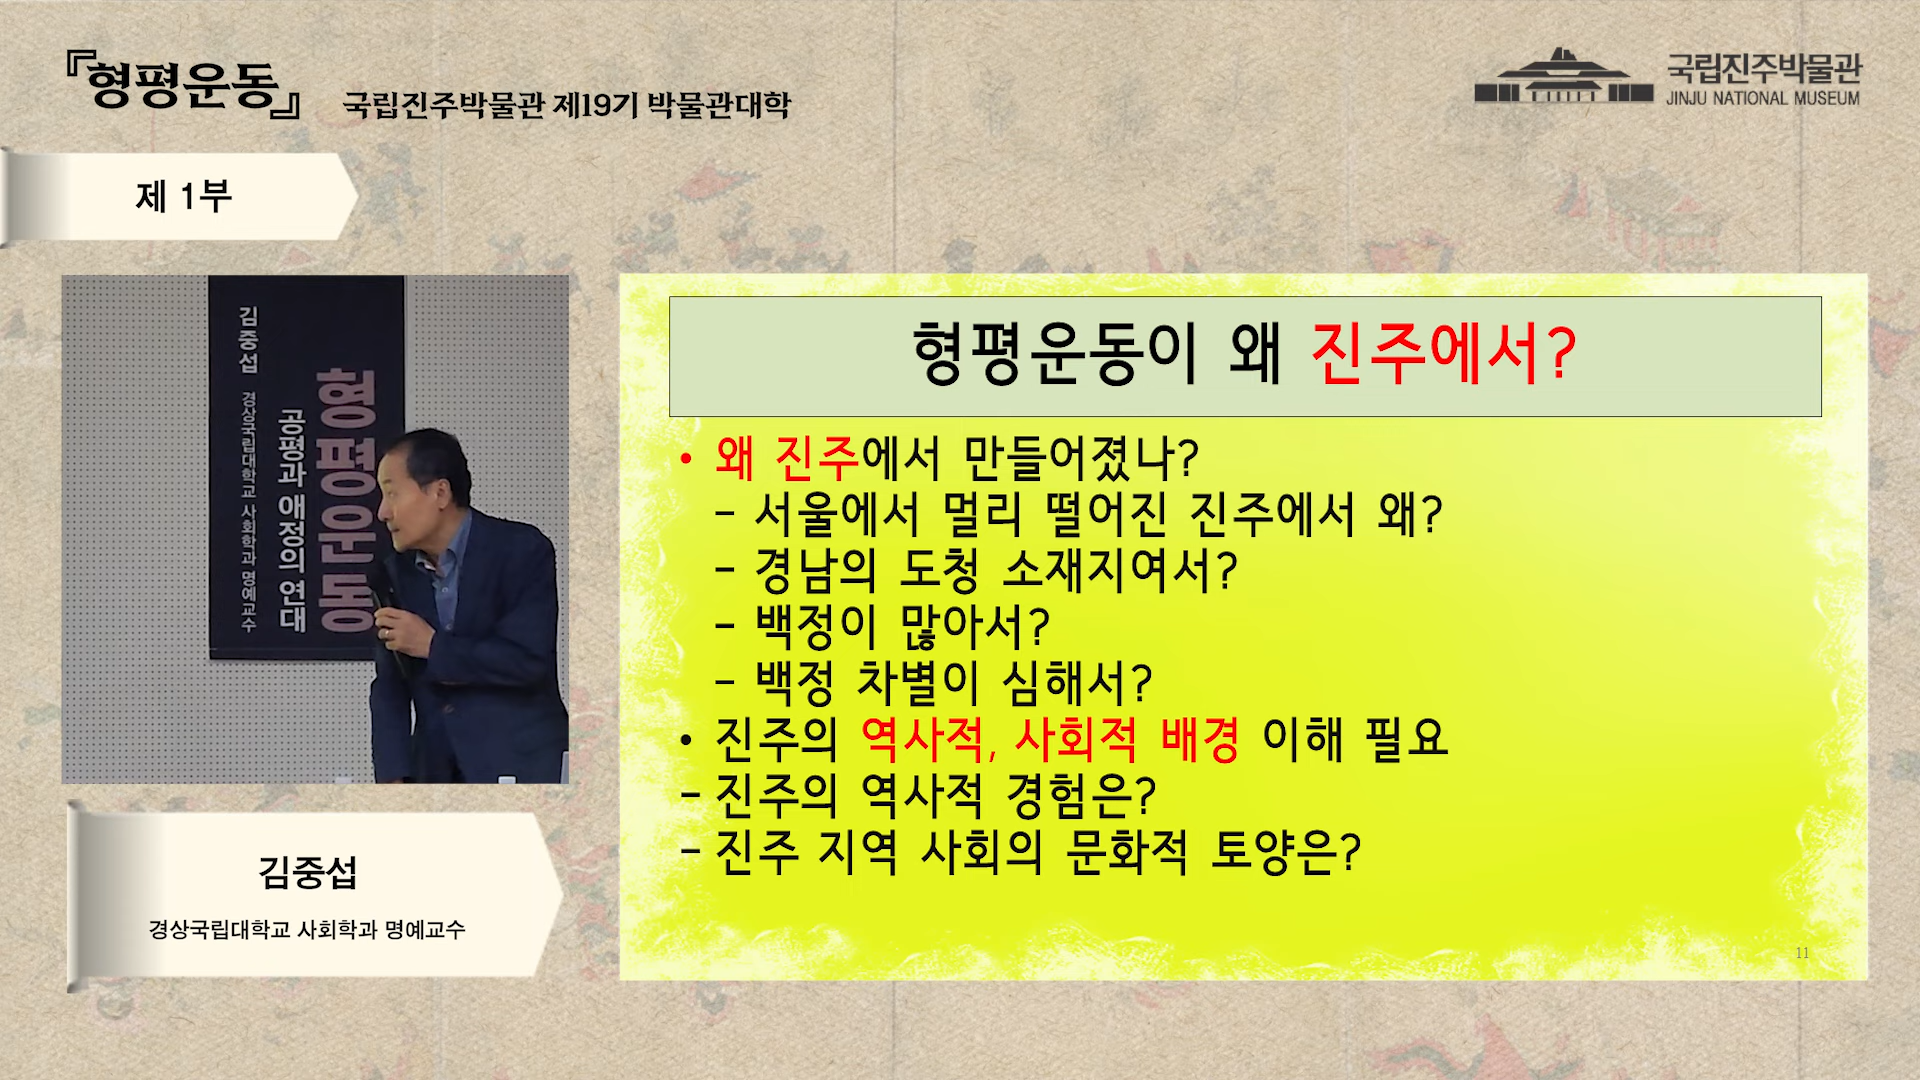 『형평운동』
국립진주박물관 제19기 박물관대학
국립진주박물관
JINJU NATIONAL MUSEUM
제 1부
김중섭
경상국립대학교 사회학과 명예교수
공평과 애정의 연대
형평운동
김중섭
경상국립대학교 사회학과 명예교수
형평운동이 왜 진주에서?
• 왜 진주에서 만들어졌나?
– 서울에서 멀리 떨어진 진주에서 왜?
– 경남의 도청 소재지여서?
– 백정이 많아서?
– 백정 차별이 심해서?
• 진주의 역사적, 사회적 배경 이해 필요
– 진주의 역사적 경험은?
– 진주 지역 사회의 문화적 토양은?
11